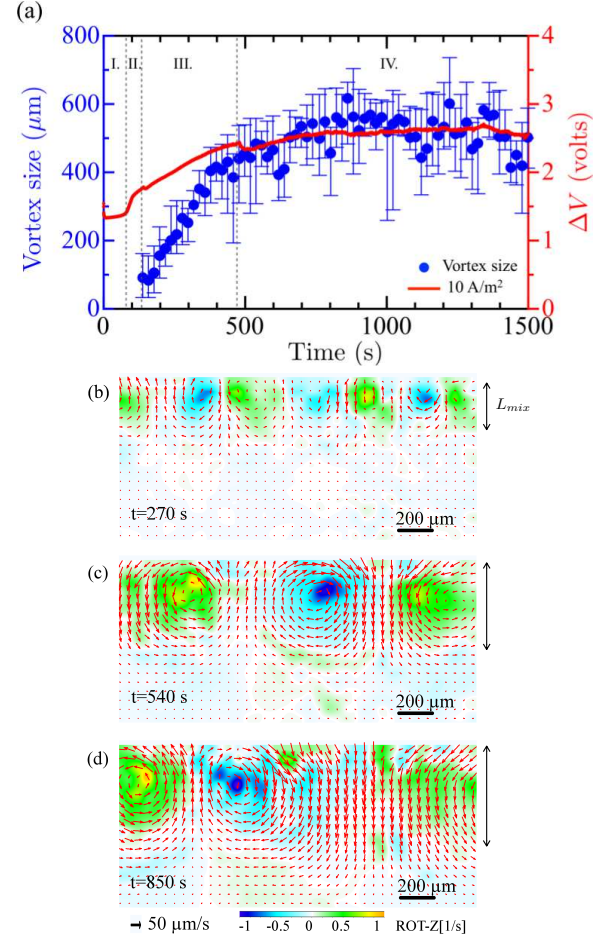 (a)
800
600
400
200
0
Vortex size (μm)
I.
II.
III.
IV.
4
3
2
1
0
ΔV (volts)
Vortex size
10 A/m²
0
500
1000
1500
Time (s)
(b)
L_mix
t=270 s
200 μm
(c)
t=540 s
200 μm
(d)
t=850 s
200 μm
50 μm/s
-1
-0.5
0
0.5
1
ROT-Z[1/s]